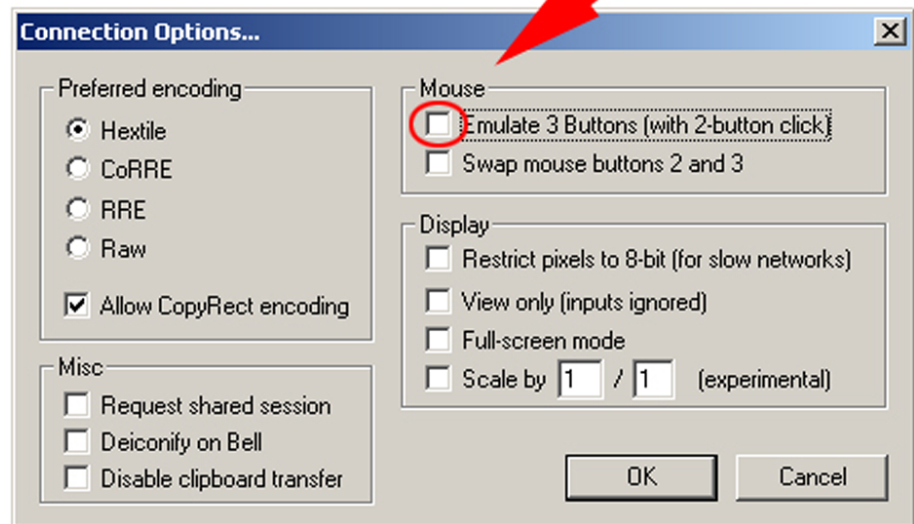 Connection Options...
Preferred encoding
Hextile
CoRRE
RRE
Raw
Allow CopyRect encoding
Misc
Request shared session
Deiconify on Bell
Disable clipboard transfer
Mouse
Emulate 3 Buttons (with 2-button click)
Swap mouse buttons 2 and 3
Display
Restrict pixels to 8-bit (for slow networks)
View only (inputs ignored)
Full-screen mode
Scale by 1 / 1 (experimental)
OK Cancel